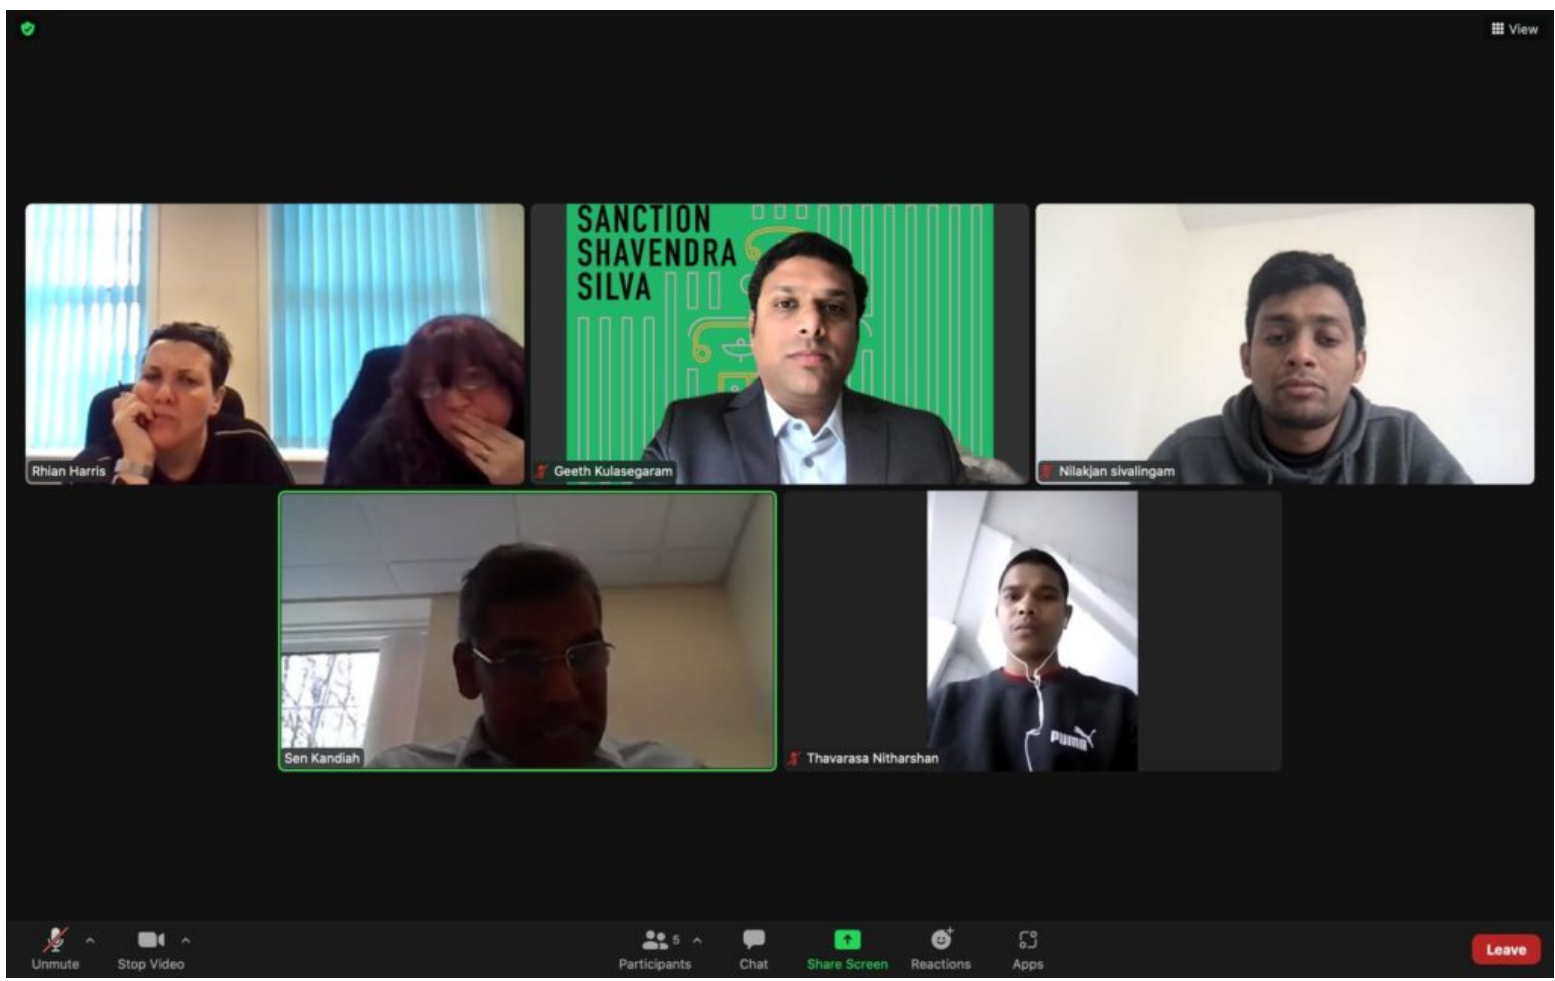 View
SANCTION
SHAVENDRA
SILVA
Rhian Harris
Geeth Kulasegaram
Nilakjan sivalingam
Sen Kandiah
PUMA
Thavarasa Nitharshan
Unmute
Stop Video
Participants
5
Chat
Share Screen
Reactions
Apps
Leave